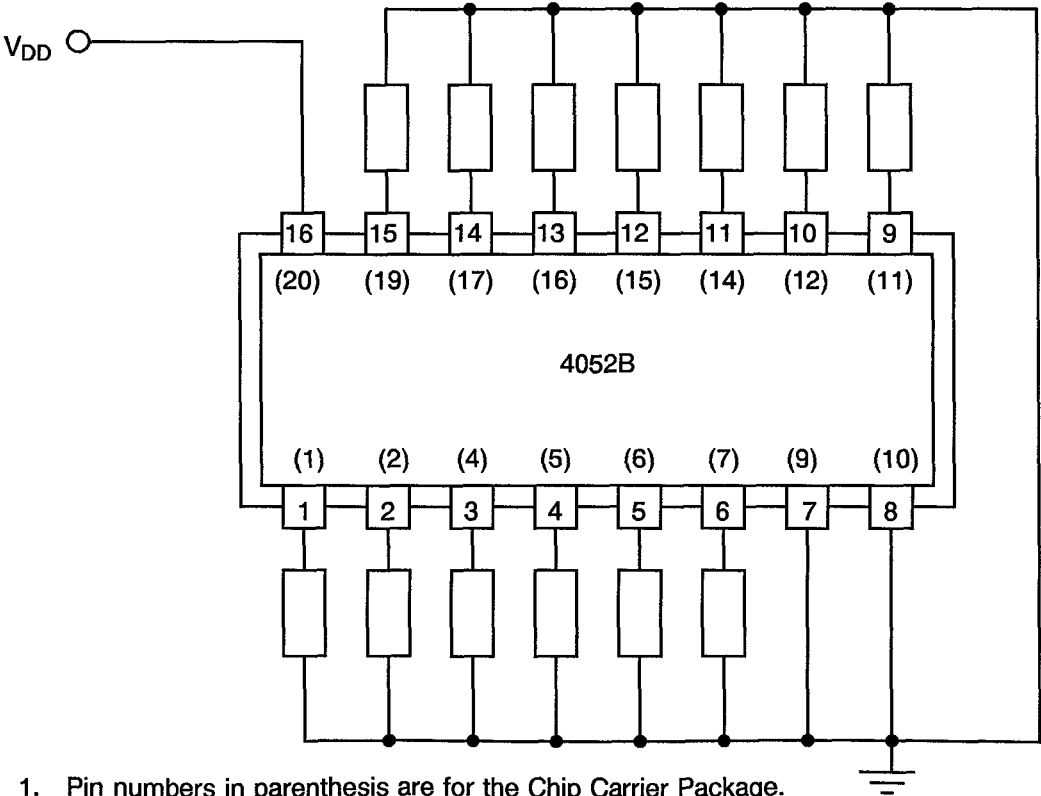 VDD
16 15 14 13 12 11 10 9
(20) (19) (17) (16) (15) (14) (12) (11)
4052B
(1) (2) (4) (5) (6) (7) (9) (10)
1 2 3 4 5 6 7 8
1. Pin numbers in parenthesis are for the Chip Carrier Package.